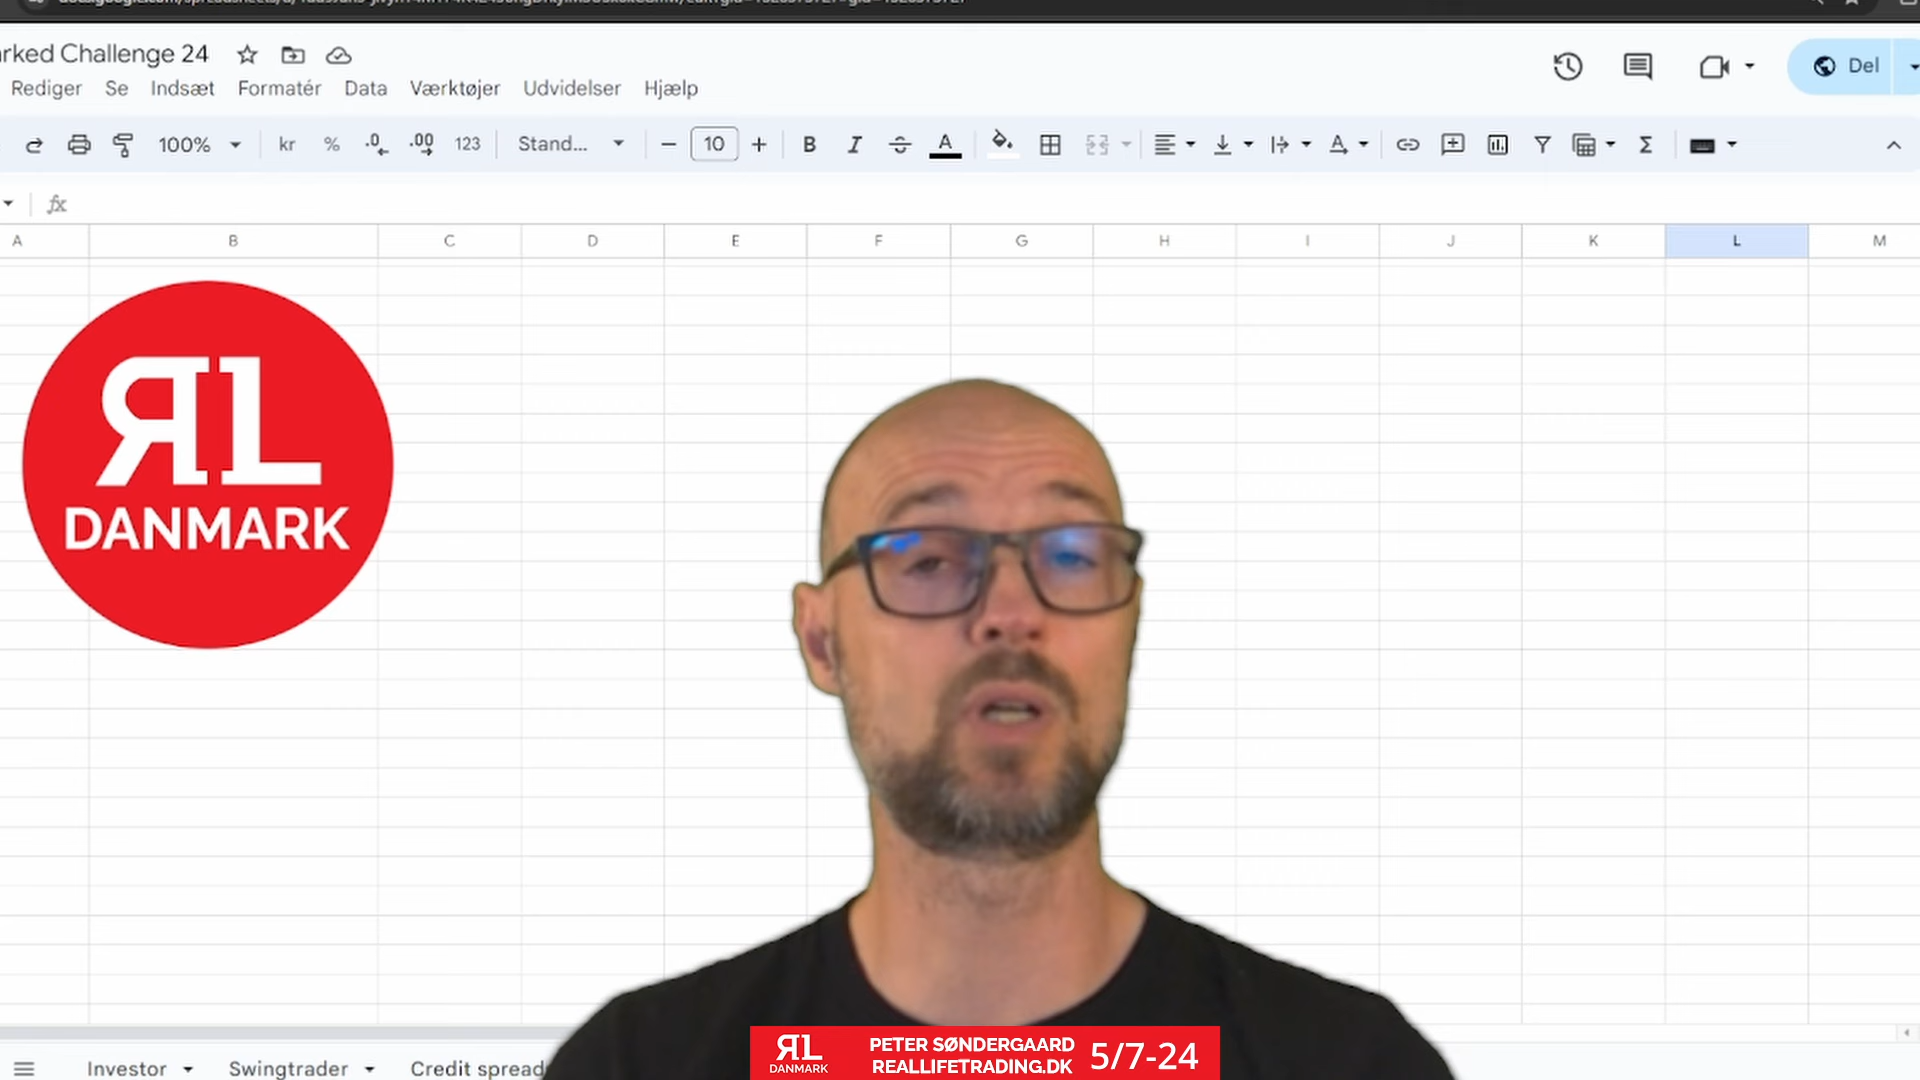 rked Challenge 24
Del
Rediger Se Indsæt Formatér Data Værktøjer Udvidelser Hjælp
100% kr % .0 .00 123 Stand... 10 B I A A Σ
fx
A B C D E F G H I J K L M
RL
DANMARK
RL
DANMARK
PETER SØNDERGAARD
REALLIFETRADING.DK
5/7-24
Investor Swingtrader Credit spread